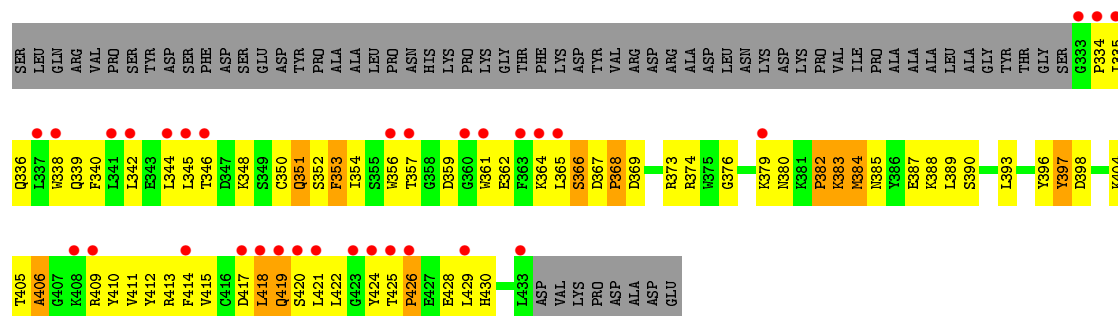 SER LEU GLN ARG VAL PRO SER TYR ASP SER PHE ASP SER GLU ASP TYR PRO ALA ALA LEU PRO ASN HIS LYS PRO LYS GLY THR PHE LYS ASP TYR VAL ARG ASP ARG ALA ASP LEU ASN LYS ASP LYS PRO VAL ILE PRO ALA ALA ALA LEU ALA GLY TYR THR GLY SER G333 P334 I335
Q336 L337 W338 Q339 F340 L341 L342 E343 L344 L345 T346 D347 K348 S349 C350 Q351 S352 F353 I354 S355 W356 T357 G358 D359 G360 W361 E362 F363 K364 L365 S366 D367 P368 D369 R373 R374 W375 G376 K379 N380 K381 P382 K383 M384 N385 Y386 E387 K388 L389 S390 L393 Y396 Y397 D398 K404
T405 A406 G407 K408 R409 Y410 V411 Y412 R413 F414 V415 C416 D417 L418 Q419 S420 L421 L422 G423 Y424 T425 P426 E427 E428 L429 H430 L433 ASP VAL LYS PRO ASP ALA ASP GLU